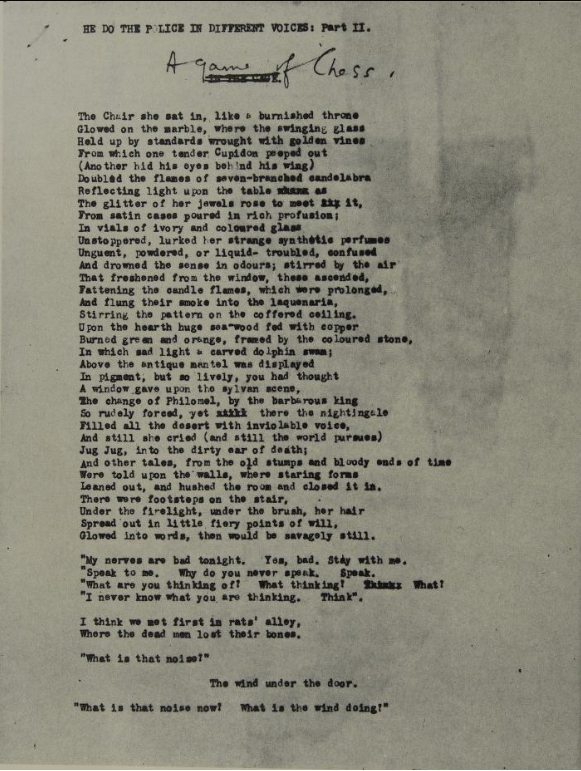 HE DO THE POLICE IN DIFFERENT VOICES: Part II.
A game of Chess.
The Chair she sat in, like a burnished throne
Glowed on the marble, where the swinging glass
Held up by standards wrought with golden vines
From which one tender Cupidon peeped out
(Another hid his eyes behind his wing)
Doubled the flames of seven-branched candelabra
Reflecting light upon the table as
The glitter of her jewels rose to meet it,
From satin cases poured in rich profusion;
In vials of ivory and coloured glass
Unstoppered, lurked her strange synthetic perfumes
Unguent, powdered, or liquid- troubled, confused
And drowned the sense in odours; stirred by the air
That freshened from the window, these ascended,
Fattening the candle flames, which were prolonged,
And flung their smoke into the laquenaria,
Stirring the pattern on the coffered ceiling.
Upon the hearth huge sea-wood fed with copper
Burned green and orange, framed by the coloured stone,
In which sad light a carved dolphin swam;
Above the antique mantel was displayed
In pigment, but so lively, you had thought
A window gave upon the sylvan scene,
The change of Philomel, by the barbarous king
So rudely forced, yet there the nightingale
Filled all the desert with inviolable voice,
And still she cried (and still the world pursues)
Jug Jug, into the dirty ear of death;
And other tales, from the old stumps and bloody ends of time
Were told upon the walls, where staring forms
Leaned out, and hushed the room and closed it in.
There were footsteps on the stair,
Under the firelight, under the brush, her hair
Spread out in little fiery points of will,
Glowed into words, then would be savagely still.
"My nerves are bad tonight. Yes, bad. Stay with me.
"Speak to me. Why do you never speak. Speak.
"What are you thinking of? What thinking? What?
"I never know what you are thinking. Think".
I think we met first in rats' alley,
Where the dead men lost their bones.
"What is that noise?"
The wind under the door.
"What is that noise now? What is the wind doing?"